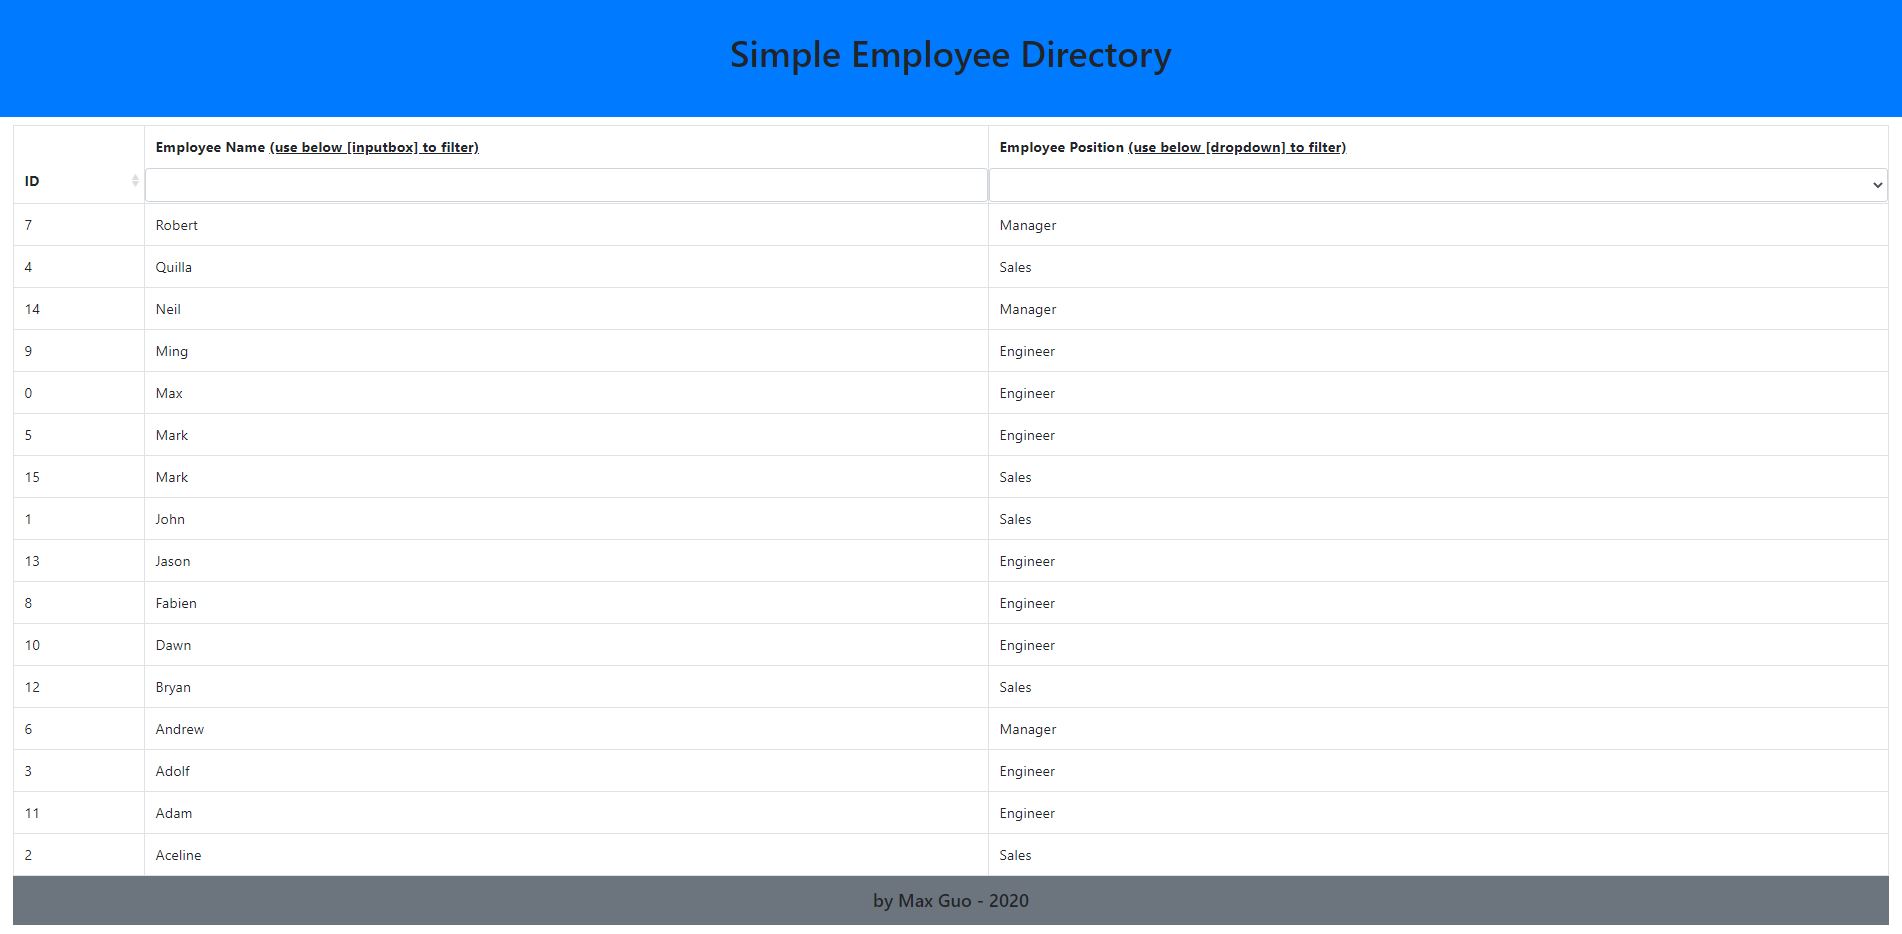 Simple Employee Directory
ID Employee Name (use below [inputbox] to filter) Employee Position (use below [dropdown] to filter)
7 Robert Manager
4 Quilla Sales
14 Neil Manager
9 Ming Engineer
0 Max Engineer
5 Mark Engineer
15 Mark Sales
1 John Sales
13 Jason Engineer
8 Fabien Engineer
10 Dawn Engineer
12 Bryan Sales
6 Andrew Manager
3 Adolf Engineer
11 Adam Engineer
2 Aceline Sales
by Max Guo - 2020